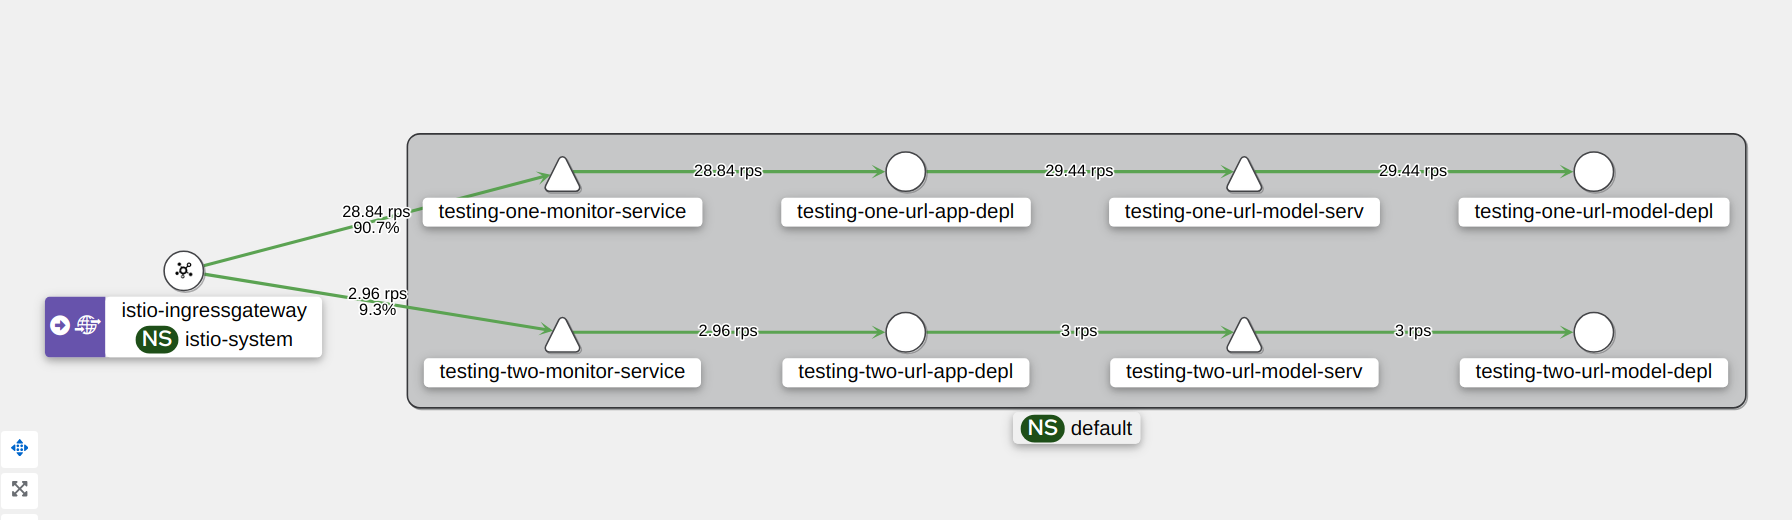 28.84 rps
29.44 rps
29.44 rps
testing-one-monitor-service
testing-one-url-app-depl
testing-one-url-model-serv
testing-one-url-model-depl
28.84 rps
90.7%
2.96 rps
9.3%
istio-ingressgateway
NS istio-system
2.96 rps
3 rps
3 rps
testing-two-monitor-service
testing-two-url-app-depl
testing-two-url-model-serv
testing-two-url-model-depl
NS default